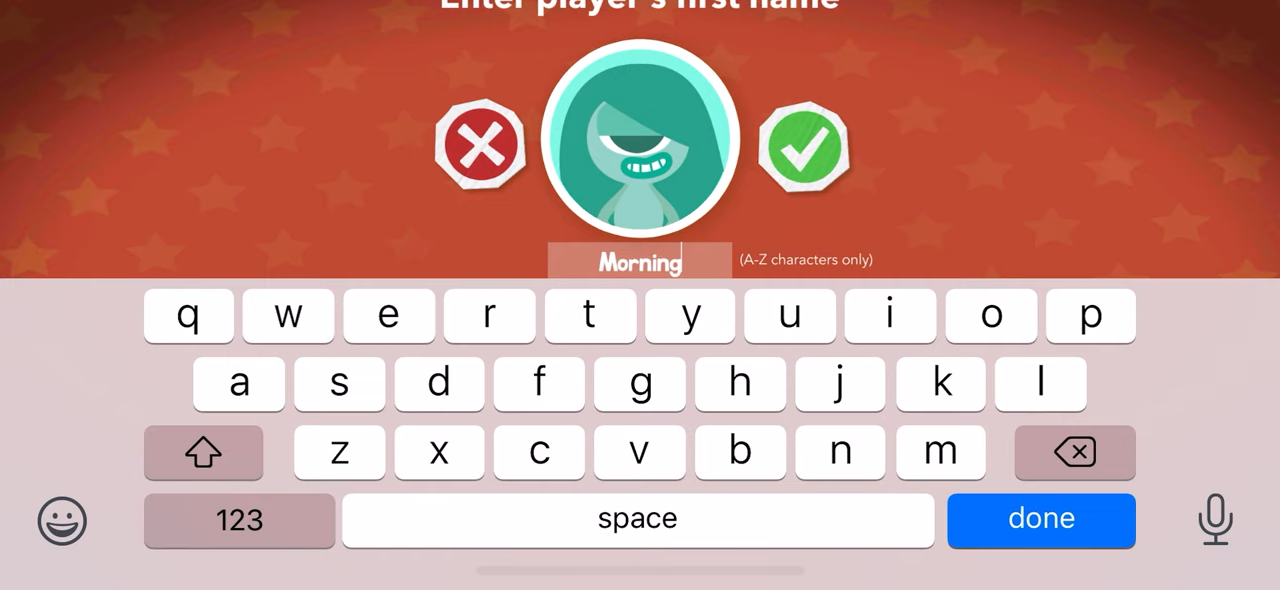 Enter player's first name
Morning
(A-Z characters only)
q w e r t y u i o p
a s d f g h j k l
z x c v b n m
123 space done